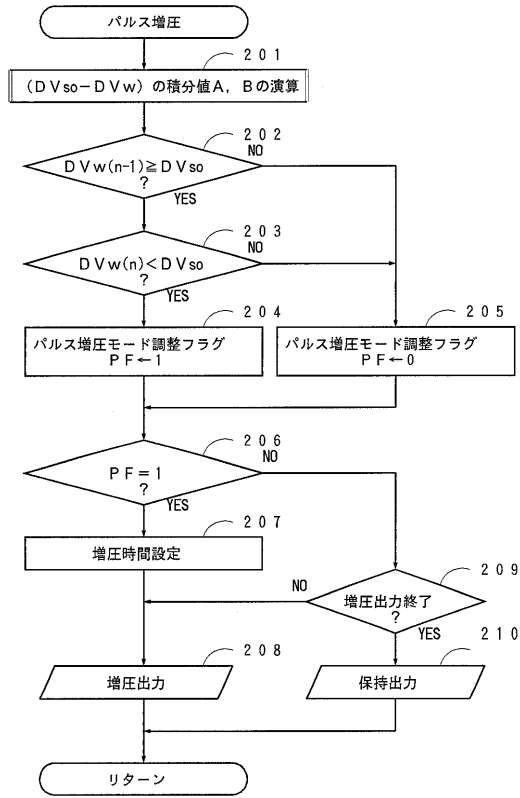 パルス増圧
201
(DVso-DVw)の積分値A,Bの演算
202
DVw(n-1)≧DVso
?
NO
YES
203
DVw(n)<DVso
?
NO
YES
204
パルス増圧モード調整フラグ
PF←1
205
パルス増圧モード調整フラグ
PF←0
206
PF=1
?
NO
YES
207
増圧時間設定
209
増圧出力終了
?
NO
YES
208
増圧出力
210
保持出力
リターン